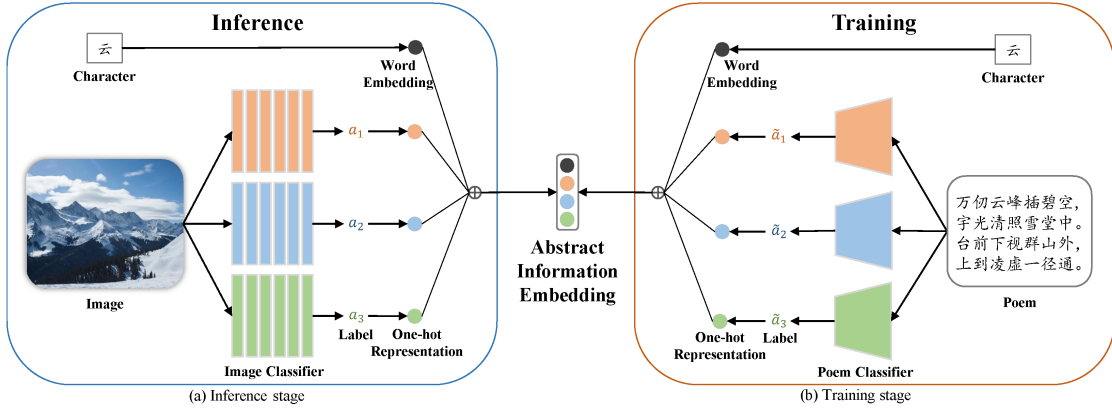 Inference
云
Character
Word
Embedding
a₁
a₂
a₃
Image
Label
One-hot
Representation
Image Classifier
(a) Inference stage
⊕
Abstract
Information
Embedding
⊕
Training
云
Character
Word
Embedding
ã₁
ã₂
ã₃
One-hot
Representation
Label
Poem Classifier
万仞云峰插碧空，
宇光清照雪堂中。
台前下视群山外，
上到凌虚一径通。
Poem
(b) Training stage